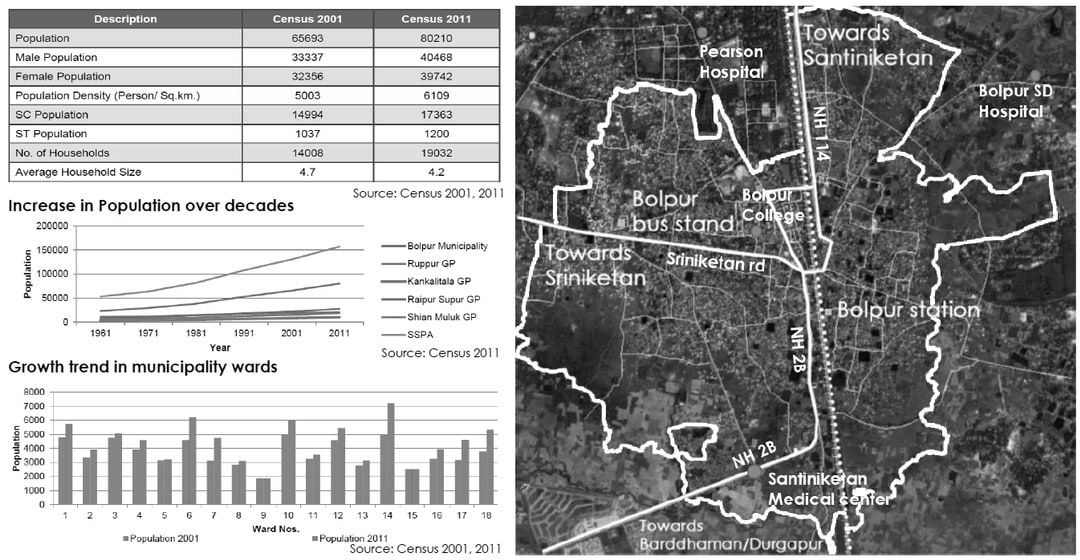 Description Census 2001 Census 2011
Population 65693 80210
Male Population 33337 40468
Female Population 32356 39742
Population Density (Person/ Sq.km.) 5003 6109
SC Population 14994 17363
ST Population 1037 1200
No. of Households 14008 19032
Average Household Size 4.7 4.2
Source: Census 2001, 2011
Increase in Population over decades
200000
150000
100000
50000
0
Population
1961 1971 1981 1991 2001 2011
Year
Bolpur Municipality
Ruppur GP
Kankalitala GP
Raipur Supur GP
Shian Muluk GP
SSPA
Source: Census 2011
Growth trend in municipality wards
8000
7000
6000
5000
4000
3000
2000
1000
0
Population
1 2 3 4 5 6 7 8 9 10 11 12 13 14 15 16 17 18
Ward Nos.
Population 2001 Population 2011
Source: Census 2001, 2011
Towards
Santiniketan
Pearson
Hospital
Bolpur SD
Hospital
NH 114
Bolpur
College
Bolpur
bus stand
Towards
Sriniketan
Sriniketan rd
Bolpur station
NH 2B
NH 2B
Santiniketan
Medical center
Towards
Barddhaman/Durgapur